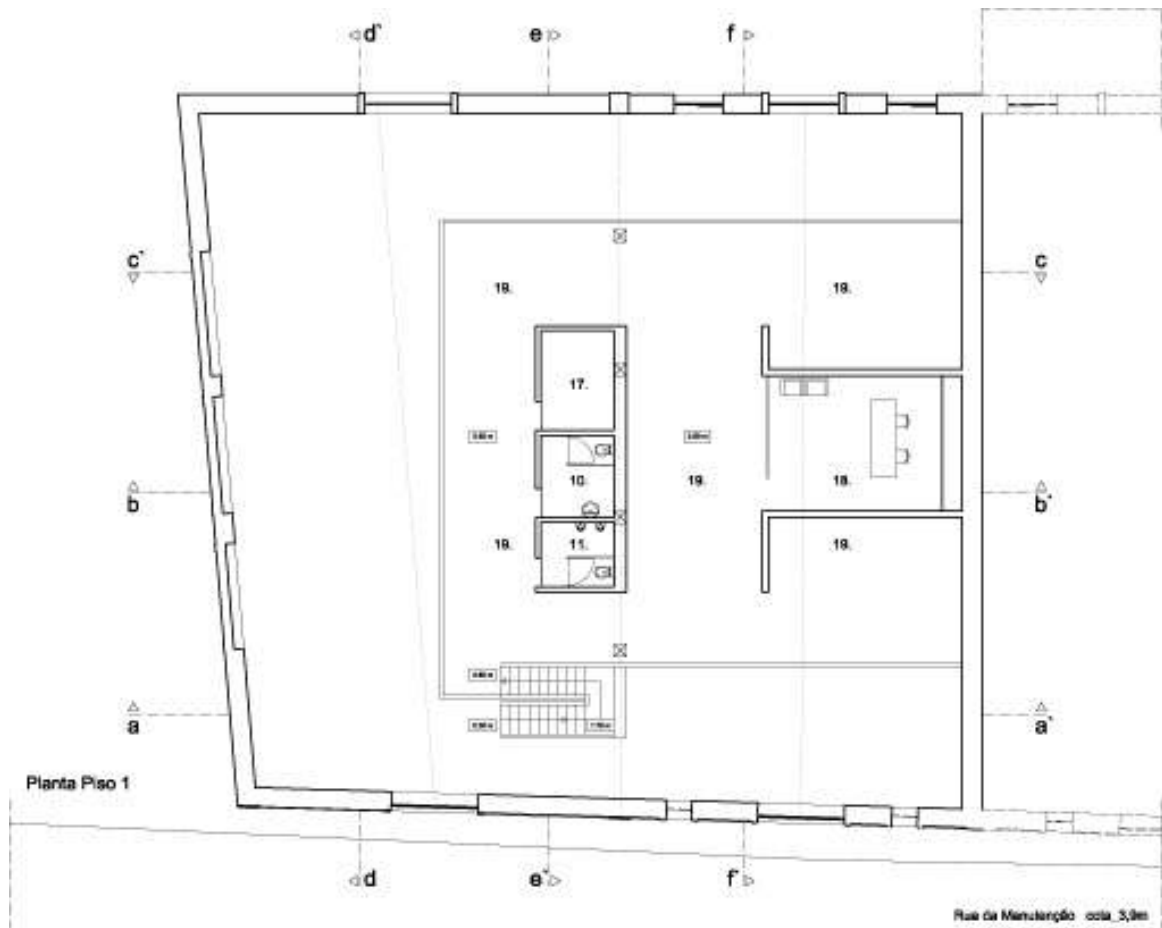 d`
e
f
c`
c
19.
19.
17.
b
10.
19.
18.
b`
19.
11.
19.
a
a`
Planta Piso 1
d
e`
f`
Rua da Manutenção cota_3,9m